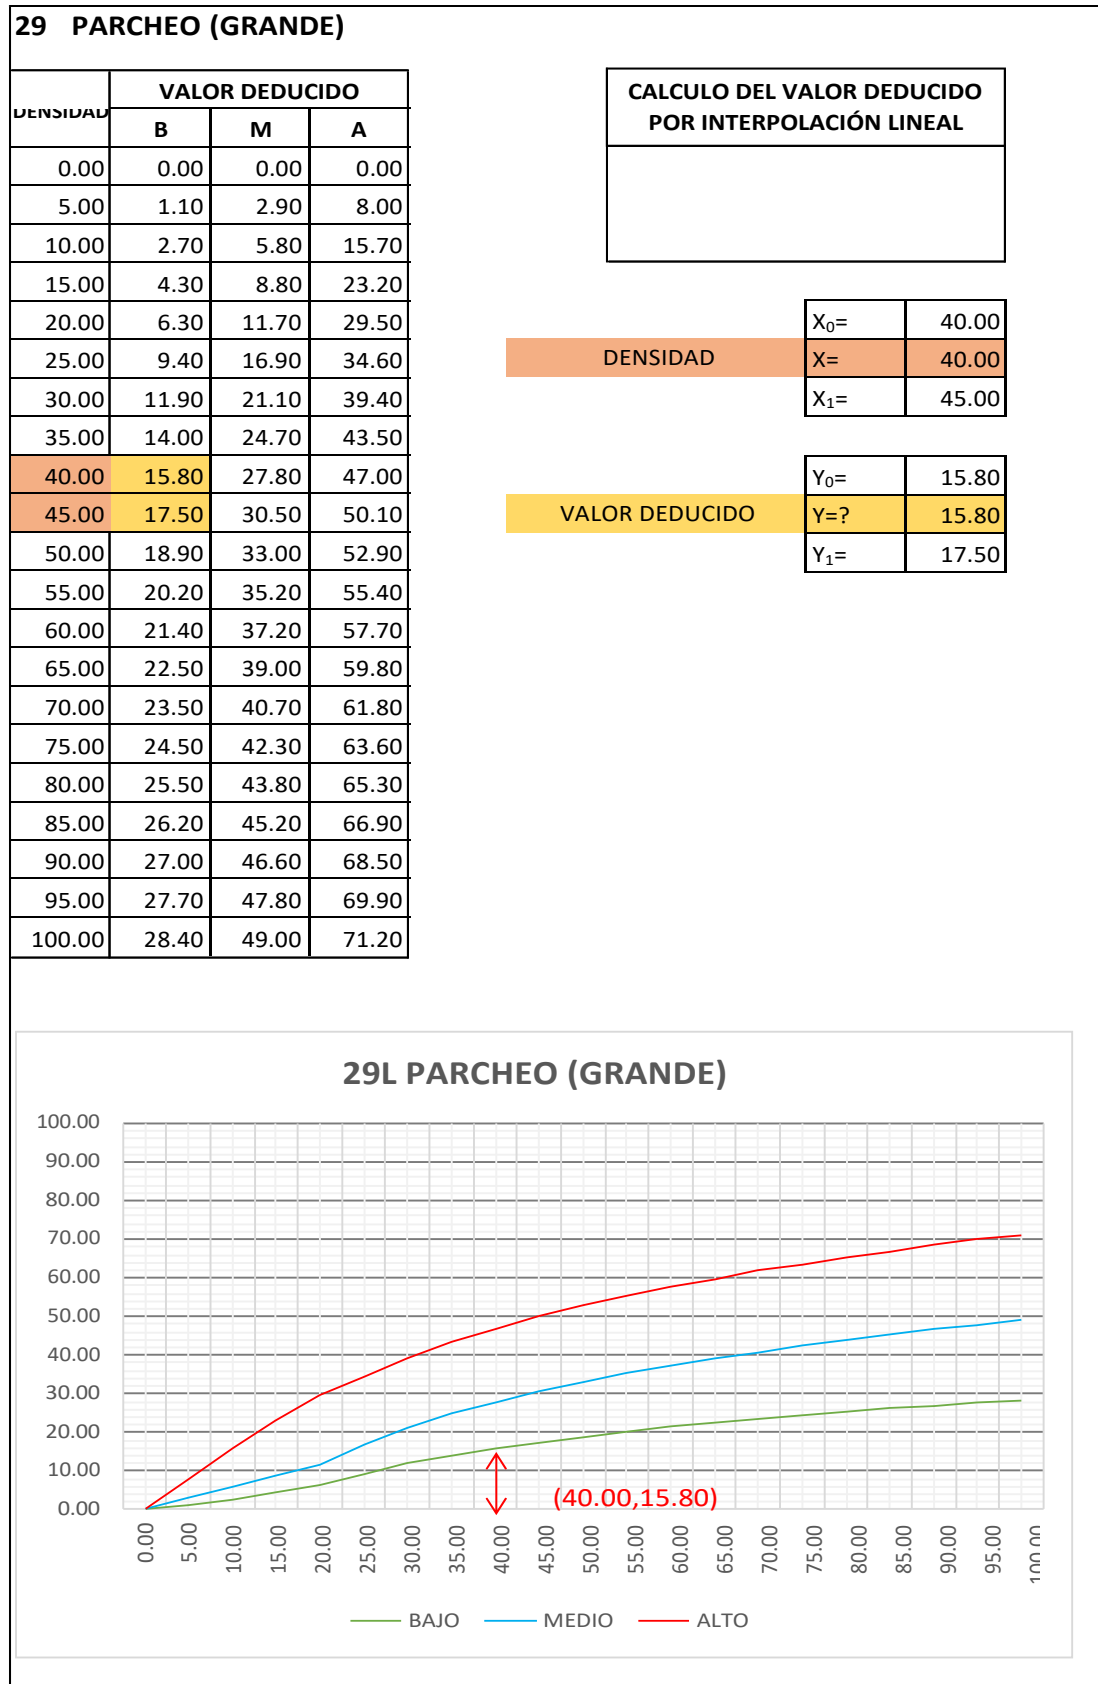 29 PARCHEO (GRANDE)
DENSIDAD VALOR DEDUCIDO
B M A
0.00 0.00 0.00 0.00
5.00 1.10 2.90 8.00
10.00 2.70 5.80 15.70
15.00 4.30 8.80 23.20
20.00 6.30 11.70 29.50
25.00 9.40 16.90 34.60
30.00 11.90 21.10 39.40
35.00 14.00 24.70 43.50
40.00 15.80 27.80 47.00
45.00 17.50 30.50 50.10
50.00 18.90 33.00 52.90
55.00 20.20 35.20 55.40
60.00 21.40 37.20 57.70
65.00 22.50 39.00 59.80
70.00 23.50 40.70 61.80
75.00 24.50 42.30 63.60
80.00 25.50 43.80 65.30
85.00 26.20 45.20 66.90
90.00 27.00 46.60 68.50
95.00 27.70 47.80 69.90
100.00 28.40 49.00 71.20
CALCULO DEL VALOR DEDUCIDO
POR INTERPOLACIÓN LINEAL
X₀= 40.00
DENSIDAD X= 40.00
X₁= 45.00
Y₀= 15.80
VALOR DEDUCIDO Y=? 15.80
Y₁= 17.50
29L PARCHEO (GRANDE)
100.00
90.00
80.00
70.00
60.00
50.00
40.00
30.00
20.00
10.00
0.00
(40.00,15.80)
0.00 5.00 10.00 15.00 20.00 25.00 30.00 35.00 40.00 45.00 50.00 55.00 60.00 65.00 70.00 75.00 80.00 85.00 90.00 95.00 100.00
BAJO MEDIO ALTO